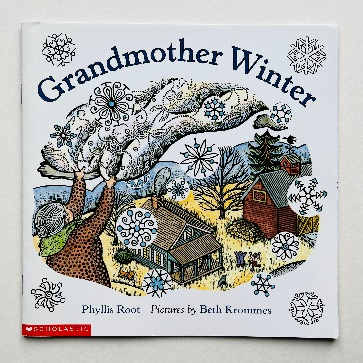 Grandmother Winter
Phyllis Root Pictures by Beth Krommes
SCHOLASTIC